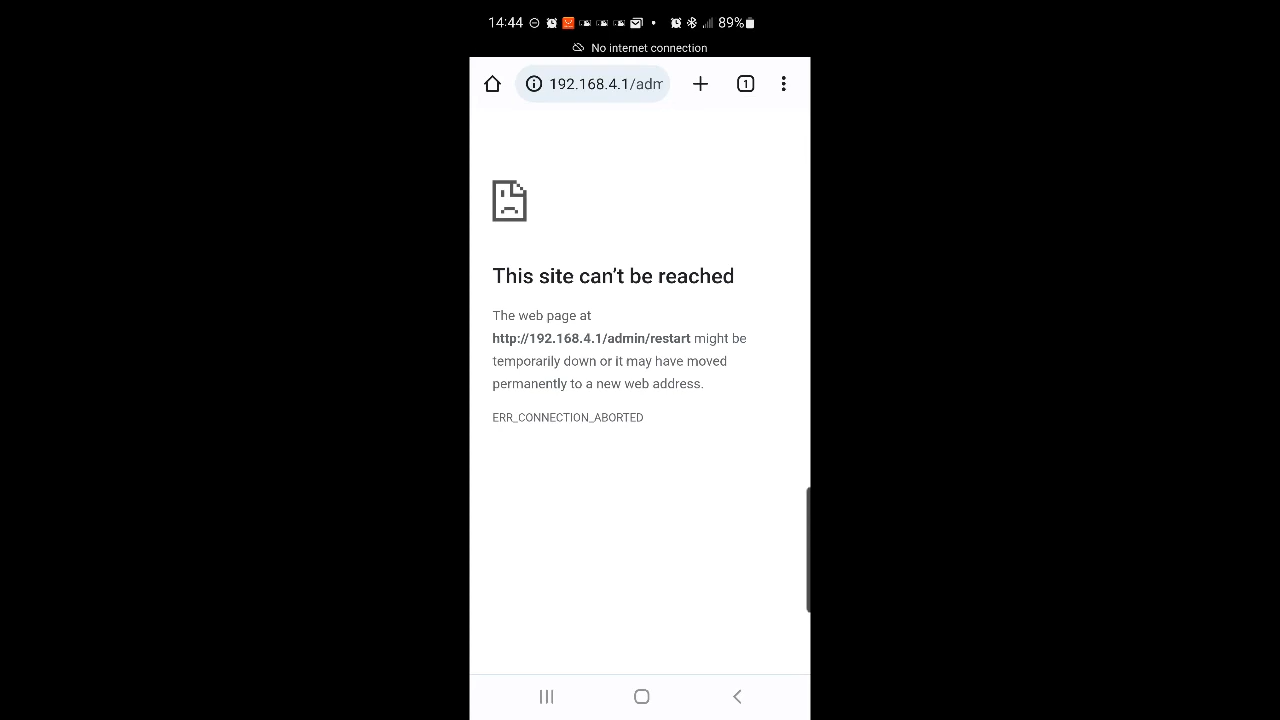 14:44 89%
No internet connection
192.168.4.1/adm
1
This site can't be reached
The web page at
http://192.168.4.1/admin/restart might be
temporarily down or it may have moved
permanently to a new web address.
ERR_CONNECTION_ABORTED